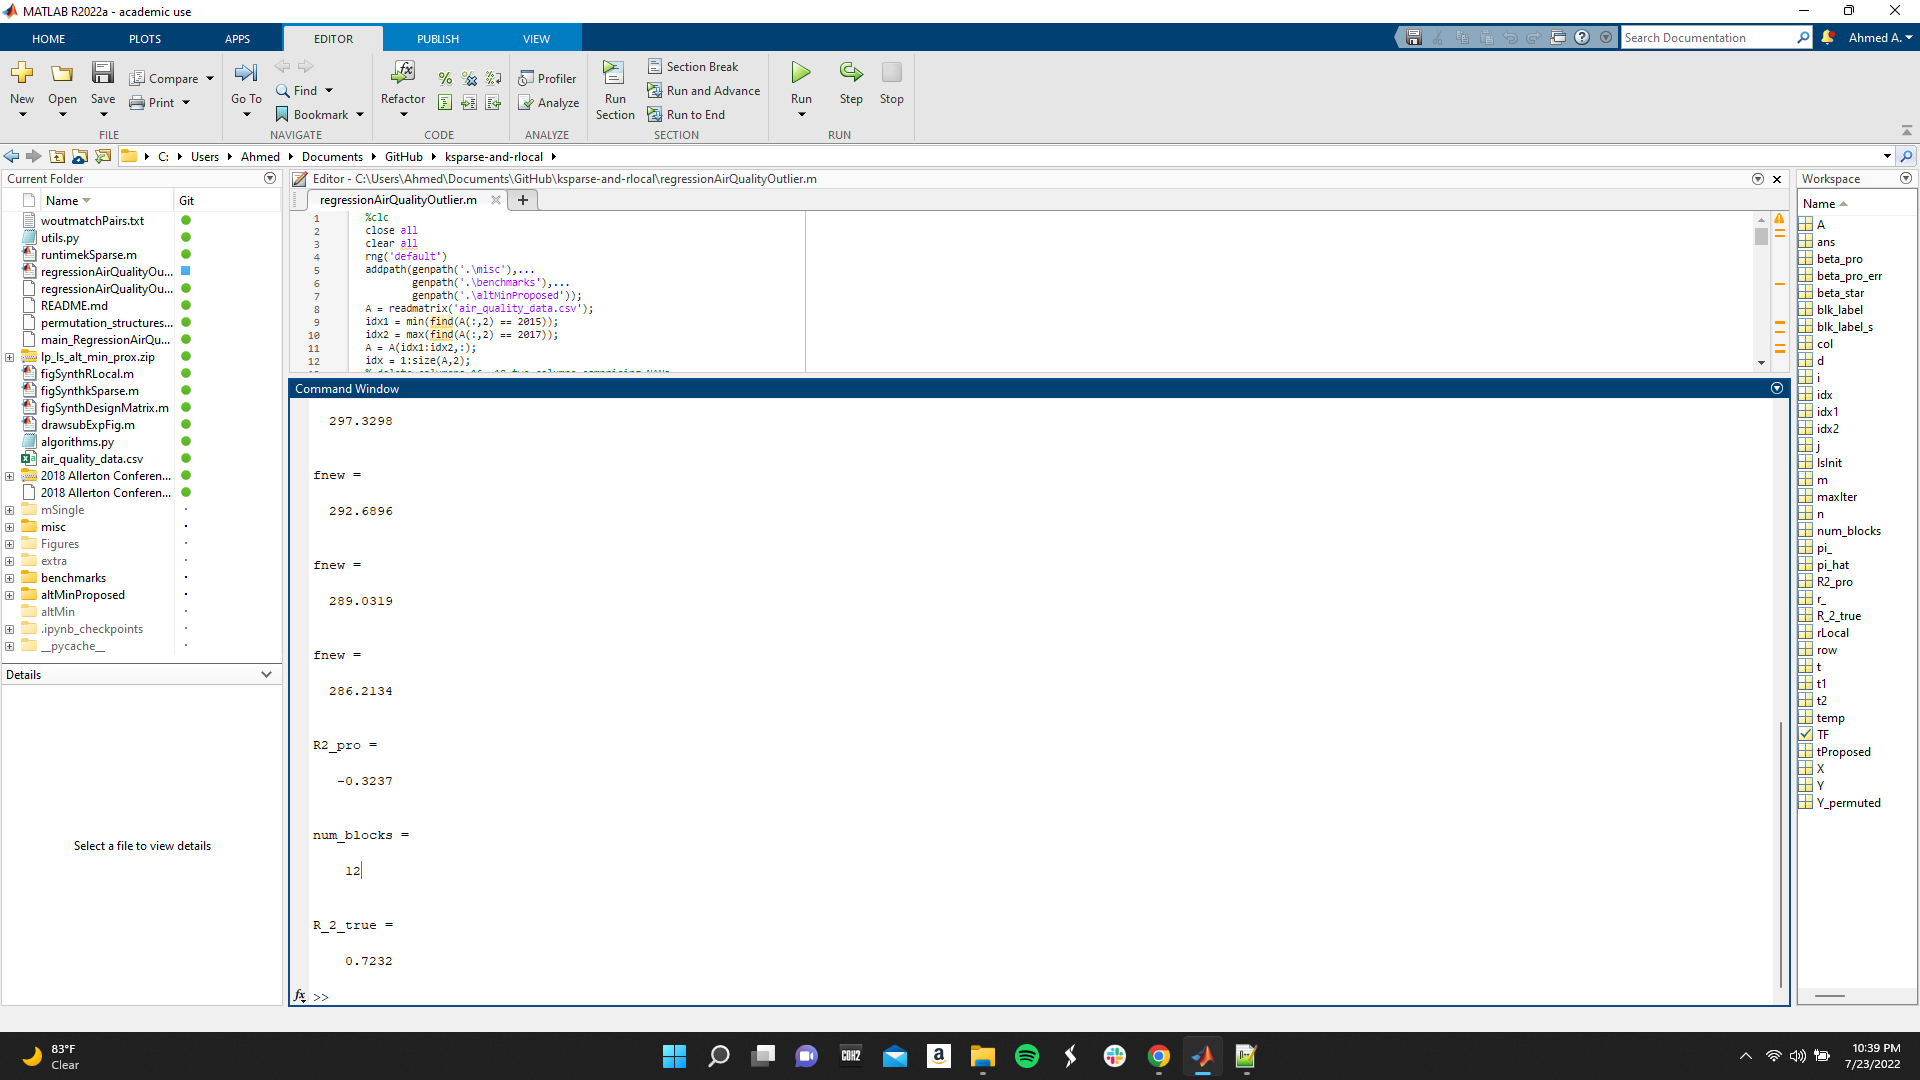 MATLAB R2022a - academic use
HOME PLOTS APPS EDITOR PUBLISH VIEW
Search Documentation
Ahmed A.
New Open Save
Compare
Print
FILE
Go To
Find
Bookmark
NAVIGATE
Refactor
CODE
Profiler
Analyze
ANALYZE
Run Section
Section Break
Run and Advance
Run to End
SECTION
Run Step Stop
RUN
C: Users Ahmed Documents GitHub ksparse-and-rlocal
Current Folder
Name Git
woutmatchPairs.txt
utils.py
runtimekSparse.m
regressionAirQualityOu...
regressionAirQualityOu...
README.md
permutation_structures...
main_RegressionAirQu...
lp_ls_alt_min_prox.zip
figSynthRLocal.m
figSynthkSparse.m
figSynthDesignMatrix.m
drawsubExpFig.m
algorithms.py
air_quality_data.csv
2018 Allerton Conferen...
2018 Allerton Conferen...
mSingle
misc
Figures
extra
benchmarks
altMinProposed
altMin
.ipynb_checkpoints
__pycache__
Details
Select a file to view details
Editor - C:\Users\Ahmed\Documents\GitHub\ksparse-and-rlocal\regressionAirQualityOutlier.m
regressionAirQualityOutlier.m
1 %clc
2 close all
3 clear all
4 rng('default')
5 addpath(genpath('.\misc'),...
6 genpath('.\benchmarks'),...
7 genpath('.\altMinProposed'));
8 A = readmatrix('air_quality_data.csv');
9 idx1 = min(find(A(:,2) == 2015));
10 idx2 = max(find(A(:,2) == 2017));
11 A = A(idx1:idx2,:);
12 idx = 1:size(A,2);
Command Window
297.3298
fnew =
292.6896
fnew =
289.0319
fnew =
286.2134
R2_pro =
-0.3237
num_blocks =
12
R_2_true =
0.7232
fx >>
Workspace
Name
A
ans
beta_pro
beta_pro_err
beta_star
blk_label
blk_label_s
col
d
i
idx
idx1
idx2
j
lsInit
m
maxIter
n
num_blocks
pi_
pi_hat
R2_pro
r_
R_2_true
rLocal
row
t
t1
t2
temp
TF
tProposed
X
Y
Y_permuted
83°F
Clear
COH2
a
10:39 PM
7/23/2022